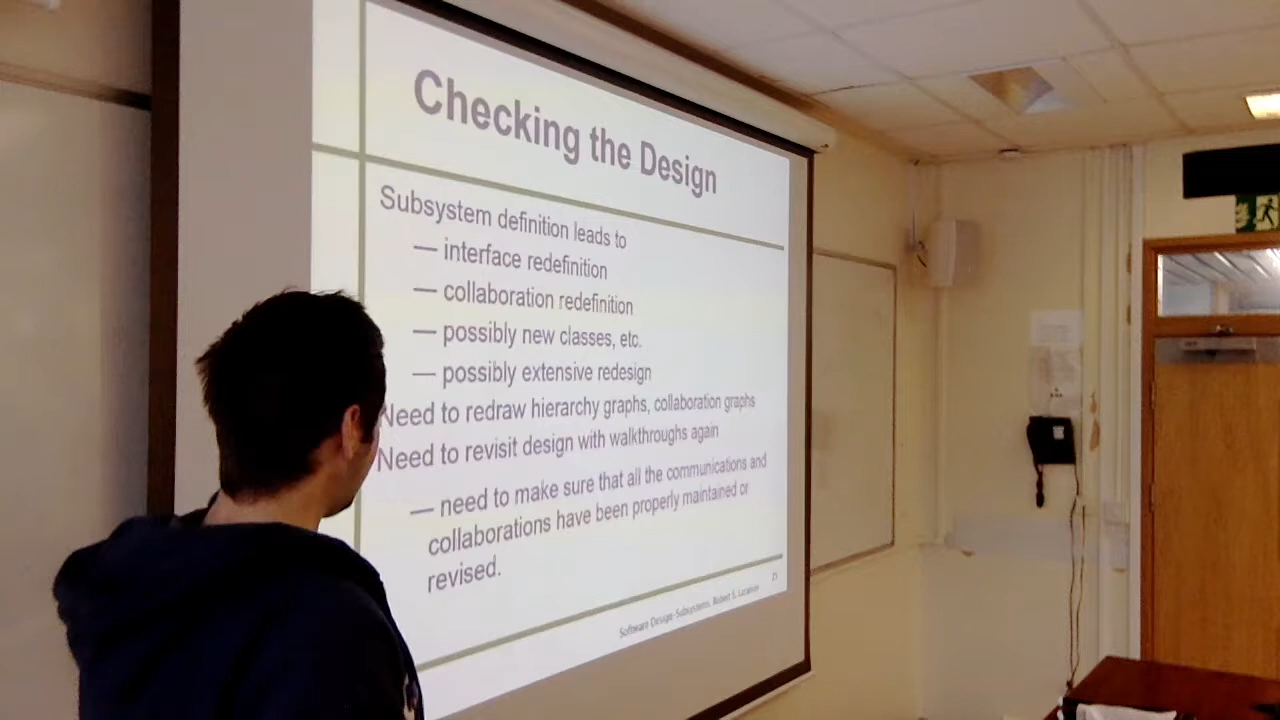 Checking the Design
Subsystem definition leads to
— interface redefinition
— collaboration redefinition
— possibly new classes, etc.
— possibly extensive redesign
Need to redraw hierarchy graphs, collaboration graphs
Need to revisit design with walkthroughs again
— need to make sure that all the communications and
collaborations have been properly maintained or
revised.
Software Design-Subsystems, Robert